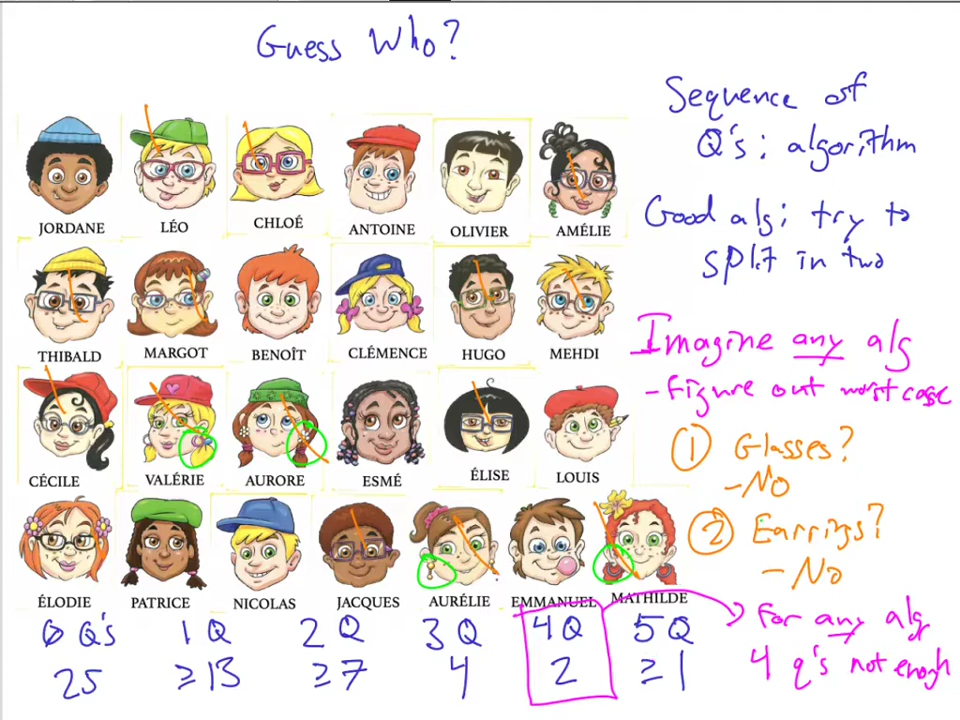 Guess Who?
Sequence of
Q's: algorithm
Good alg: try to
split in two
JORDANE LÉO CHLOÉ ANTOINE OLIVIER AMÉLIE
THIBALD MARGOT BENOÎT CLÉMENCE HUGO MEHDI
CÉCILE VALÉRIE AURORE ESMÉ ÉLISE LOUIS
ÉLODIE PATRICE NICOLAS JACQUES AURÉLIE EMMANUEL MATHILDE
Imagine any alg
- Figure out worst case
① Glasses?
- No
② Earrings?
- No
0 Q's 1 Q 2 Q 3 Q 4 Q 5 Q
25 ≥13 ≥7 4 2 ≥1
For any alg
4 q's not enough